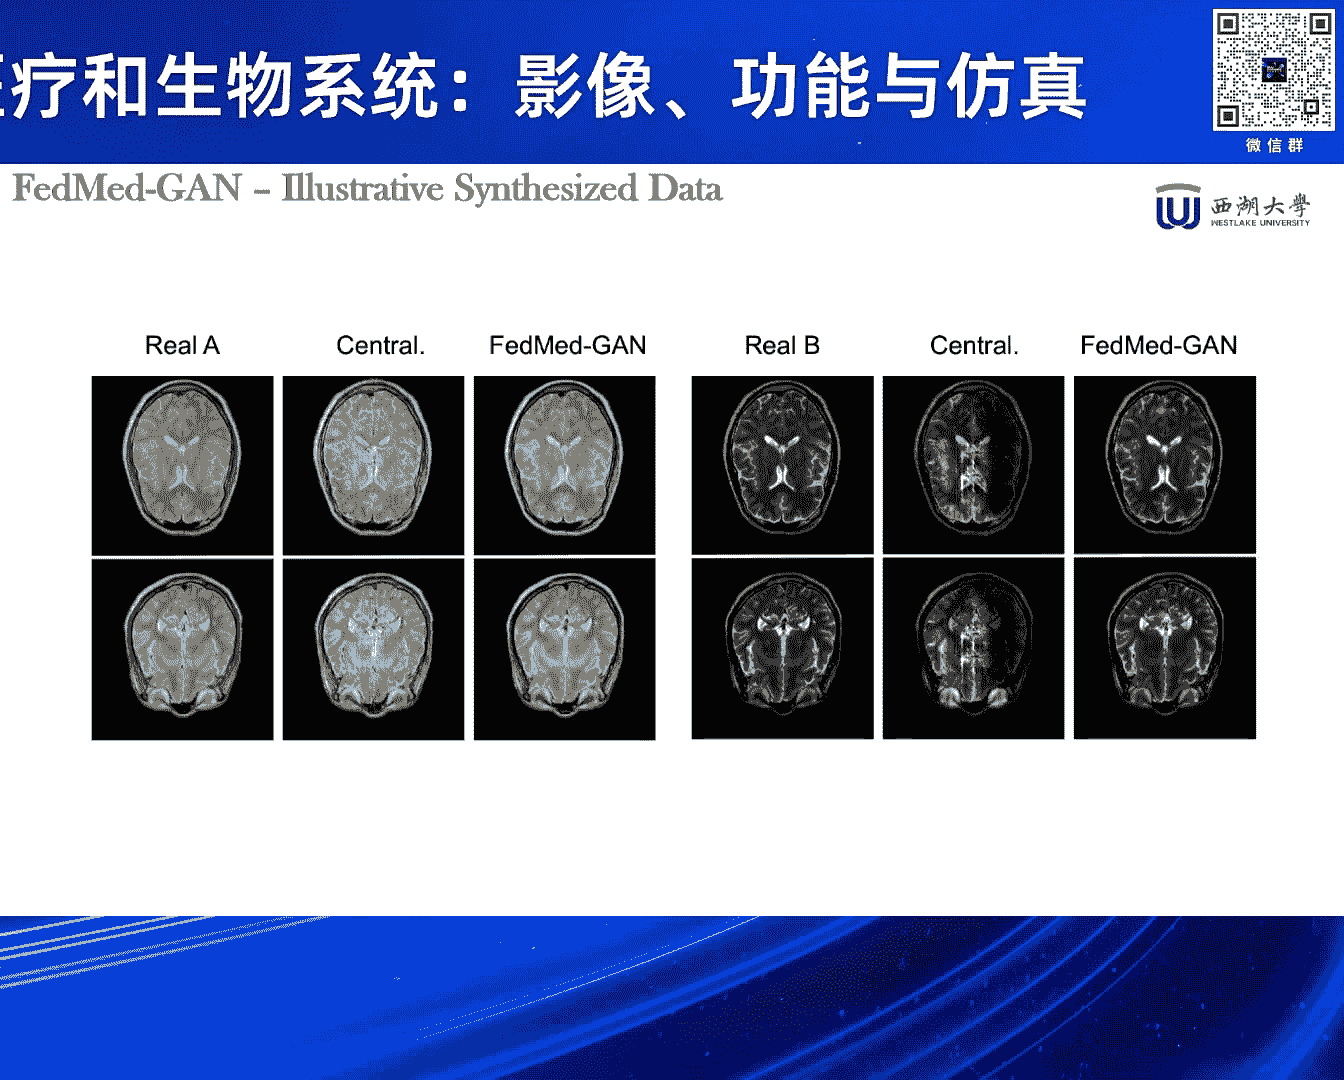 疗和生物系统：影像、功能与仿真
微信群
FedMed-GAN – Illustrative Synthesized Data
西湖大學
WESTLAKE UNIVERSITY
Real A Central. FedMed-GAN Real B Central. FedMed-GAN